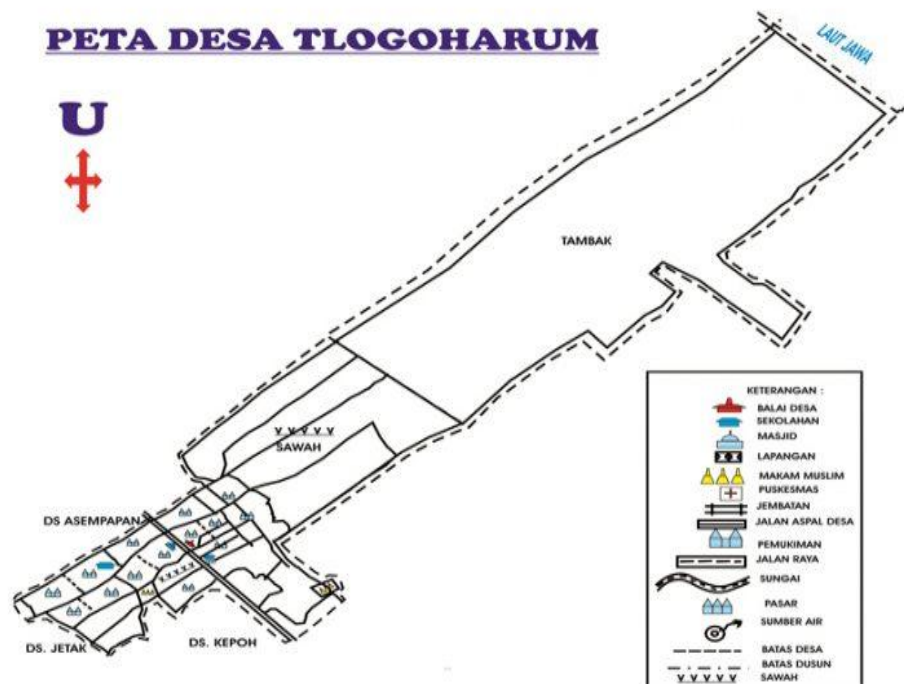 PETA DESA TLOGOHARUM
LAUT JAWA
U
TAMBAK
SAWAH
DS ASEMPAPAN
DS. JETAK
DS. KEPOH
KETERANGAN :
BALAI DESA
SEKOLAHAN
MASJID
LAPANGAN
MAKAM MUSLIM
PUSKESMAS
JEMBATAN
JALAN ASPAL DESA
PEMUKIMAN
JALAN RAYA
SUNGAI
PASAR
SUMBER AIR
BATAS DESA
BATAS DUSUN
SAWAH